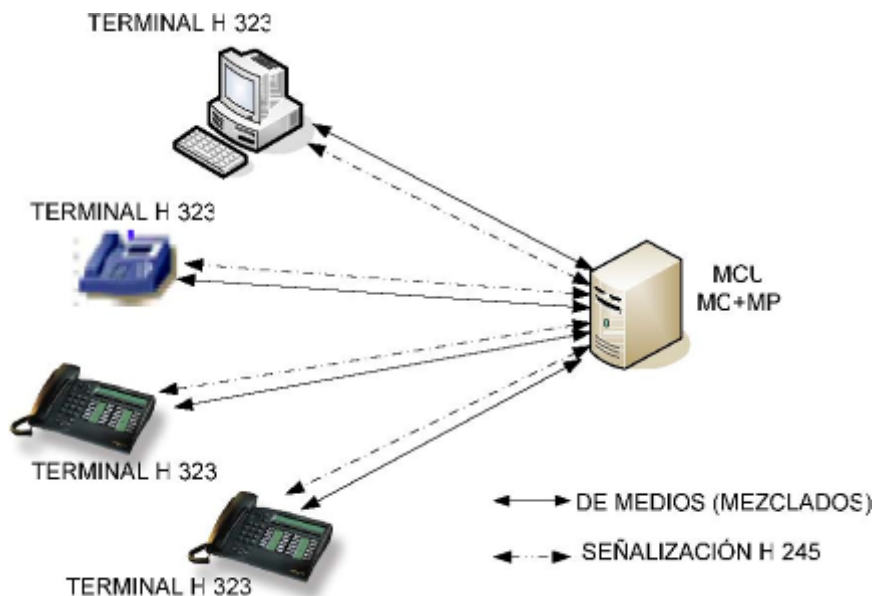 TERMINAL H 323
TERMINAL H 323
MCU
MC+MP
TERMINAL H 323
DE MEDIOS (MEZCLADOS)
SEÑALIZACIÓN H 245
TERMINAL H 323